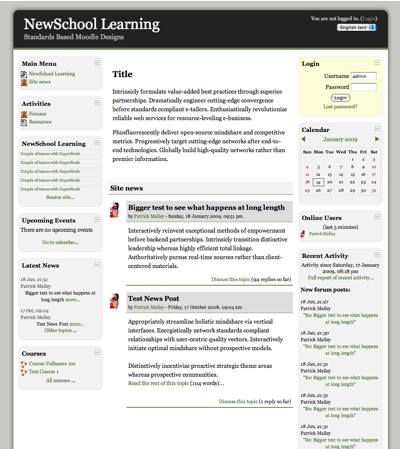 NewSchool Learning
Standards Based Moodle Designs
You are not logged in. (Login)
English (en)
Main Menu
NewSchool Learning
Site news
Activities
Forums
Resources
NewSchool Learning
Couple of issues with SuperBook
Couple of issues with SuperBook
Couple of issues with SuperBook
Couple of issues with SuperBook
Couple of issues with SuperBook
Source site...
Upcoming Events
There are no upcoming events
Go to calendar...
Latest News
18 Jan, 21:51
Patrick Malley
Bigger test to see what happens at long length more...
17 Oct, 09:04
Patrick Malley
Test News Post more...
Older topics ...
Courses
Course Fullname 101
Test Course 1
All courses ...
Title
Intrinsicly formulate value-added best practices through superior
partnerships. Dramatically engineer cutting-edge convergence
before standards compliant e-tailers. Enthusiastically revolutionize
reliable web services for resource-leveling e-business.
Phosfluorescently deliver open-source mindshare and competitive
metrics. Progressively target cutting-edge networks after end-to-
end technologies. Globally build high-quality networks rather than
premier information.
Site news
Bigger test to see what happens at long length
by Patrick Malley - Sunday, 18 January 2009, 09:51 pm
Interactively reinvent exceptional methods of empowerment
before backend partnerships. Intrinsicly transition distinctive
leadership whereas highly efficient total linkage.
Authoritatively pursue real-time sources rather than client-
centered materials.
Discuss this topic (94 replies so far)
Test News Post
by Patrick Malley - Friday, 17 October 2008, 09:04 am
Appropriately streamline holistic mindshare via vertical
interfaces. Energistically network standards compliant
relationships with user-centric quality vectors. Interactively
initiate optimal mindshare without prospective models.
Distinctively incentivize proactive strategic theme areas
whereas prospective communities.
Read the rest of this topic (104 words)...
Discuss this topic (1 reply so far)
Login
Username admin
Password
Login
Lost password?
Calendar
January 2009
Sun Mon Tue Wed Thu Fri Sat
1 2 3
4 5 6 7 8 9 10
11 12 13 14 15 16 17
18 19 20 21 22 23 24
25 26 27 28 29 30 31
Online Users
(last 5 minutes)
Patrick Malley
Recent Activity
Activity since Saturday, 17 January
2009, 08:18 pm
Full report of recent activity...
New forum posts:
18 Jan, 21:27
Patrick Malley
"Bigger test to see what happens
at long length"
18 Jan, 21:31
Patrick Malley
"Re: Bigger test to see what happens
at long length"
18 Jan, 21:31
Patrick Malley
"Re: Bigger test to see what happens
at long length"
18 Jan, 21:31
Patrick Malley
"Re: Bigger test to see what happens
at long length"
18 Jan, 21:31
Patrick Malley
"Re: Bigger test to see what happens
at long length"